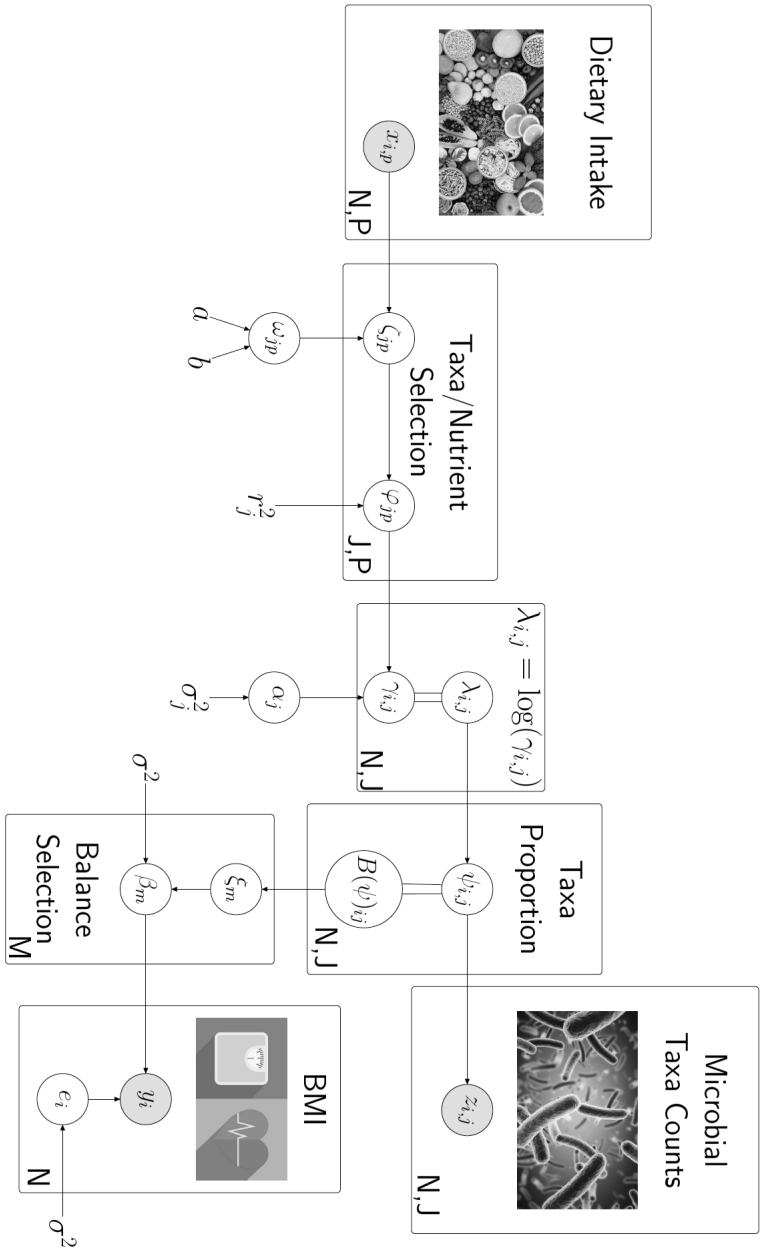 Dietary Intake
x_{i,p}
N,P
Taxa/Nutrient
Selection
ζ_{jp}
φ_{jp}
J,P
ω_{jp}
a
b
r_j^2
λ_{i,j} = log(γ_{i,j})
λ_{i,j}
γ_{i,j}
N,J
α_j
σ_j^2
Taxa
Proportion
ψ_{i,j}
B(ψ)_{ij}
N,J
Microbial
Taxa Counts
z_{i,j}
N,J
σ^2
ξ_m
β_m
Balance
Selection
M
BMI
y_i
e_i
N
σ^2